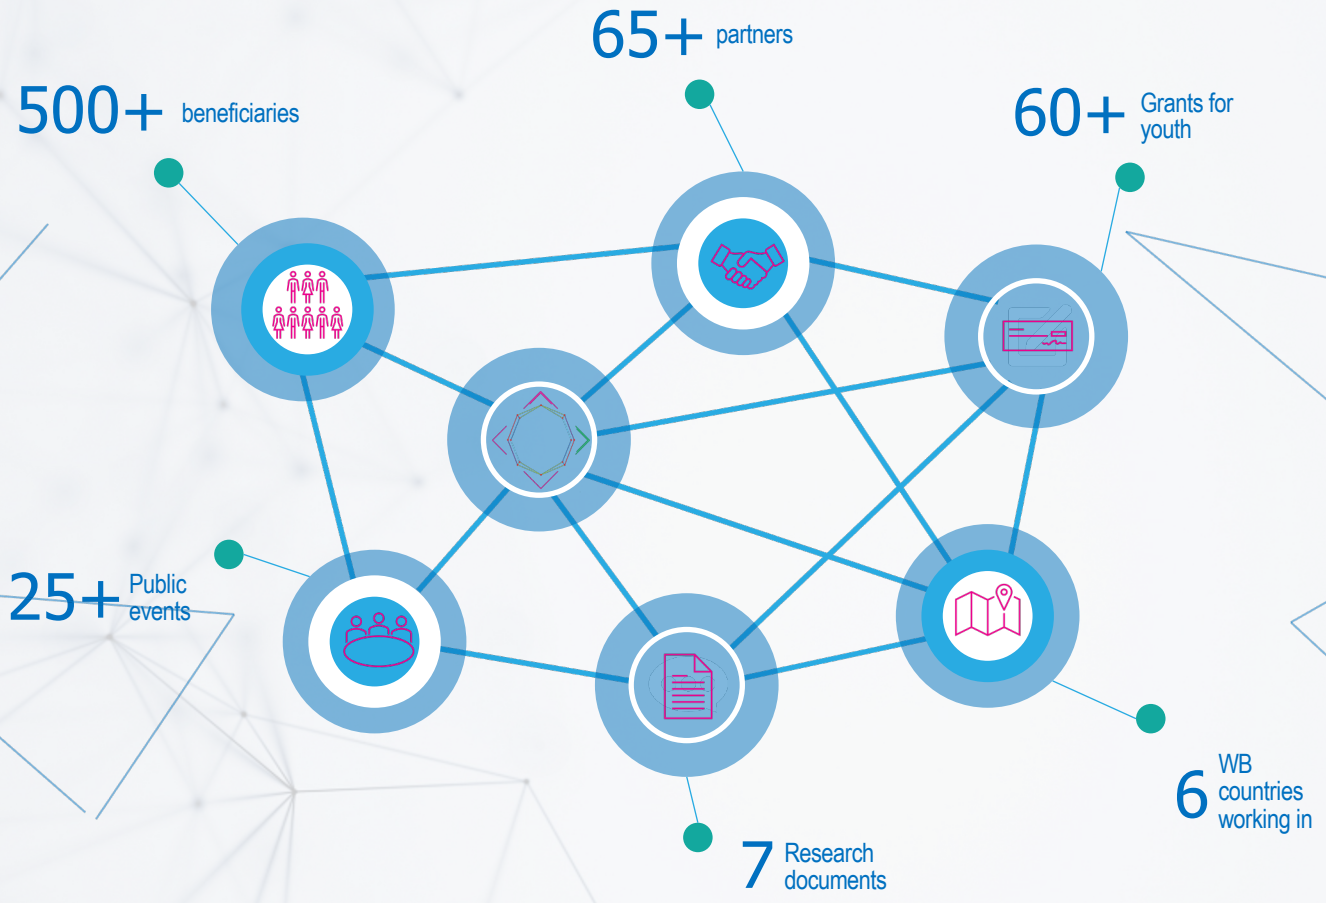 65+ partners
500+ beneficiaries
60+ Grants for
youth
25+ Public
events
6 WB
countries
working in
7 Research
documents